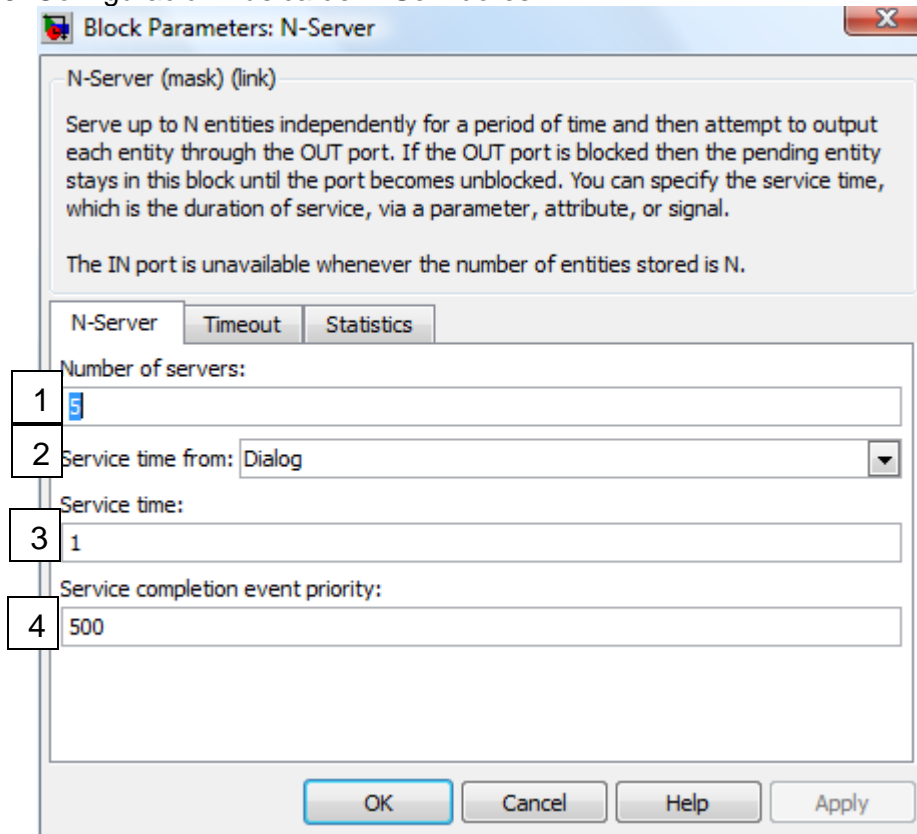 Block Parameters: N-Server
N-Server (mask) (link)
Serve up to N entities independently for a period of time and then attempt to output
each entity through the OUT port. If the OUT port is blocked then the pending entity
stays in this block until the port becomes unblocked. You can specify the service time,
which is the duration of service, via a parameter, attribute, or signal.
The IN port is unavailable whenever the number of entities stored is N.
N-Server Timeout Statistics
Number of servers:
1 5
2 Service time from: Dialog
Service time:
3 1
Service completion event priority:
4 500
OK Cancel Help Apply